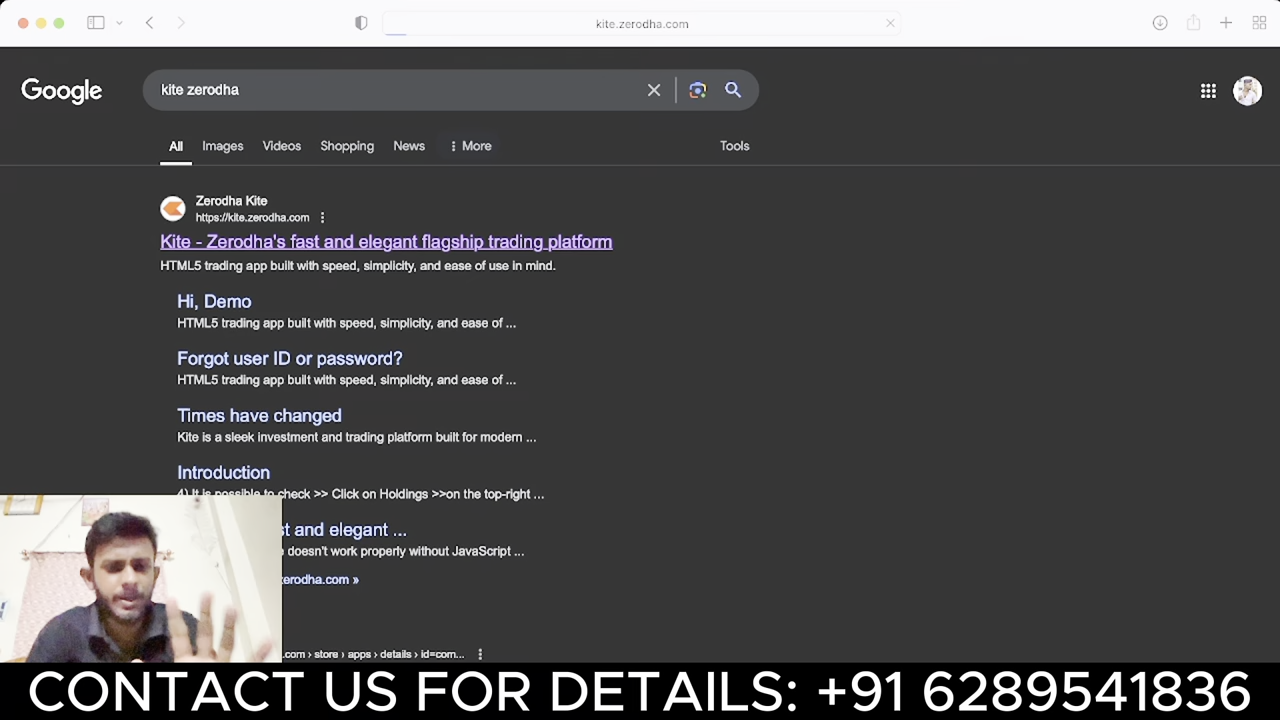 kite.zerodha.com
Google
kite zerodha
All Images Videos Shopping News More Tools
Zerodha Kite
https://kite.zerodha.com
Kite - Zerodha's fast and elegant flagship trading platform
HTML5 trading app built with speed, simplicity, and ease of use in mind.
Hi, Demo
HTML5 trading app built with speed, simplicity, and ease of ...
Forgot user ID or password?
HTML5 trading app built with speed, simplicity, and ease of ...
Times have changed
Kite is a sleek investment and trading platform built for modern ...
Introduction
4) It is possible to check >> Click on Holdings >>on the top-right ...
and elegant ...
doesn't work properly without JavaScript ...
zerodha.com »
.com › store › apps › details › id=com...
CONTACT US FOR DETAILS: +91 6289541836